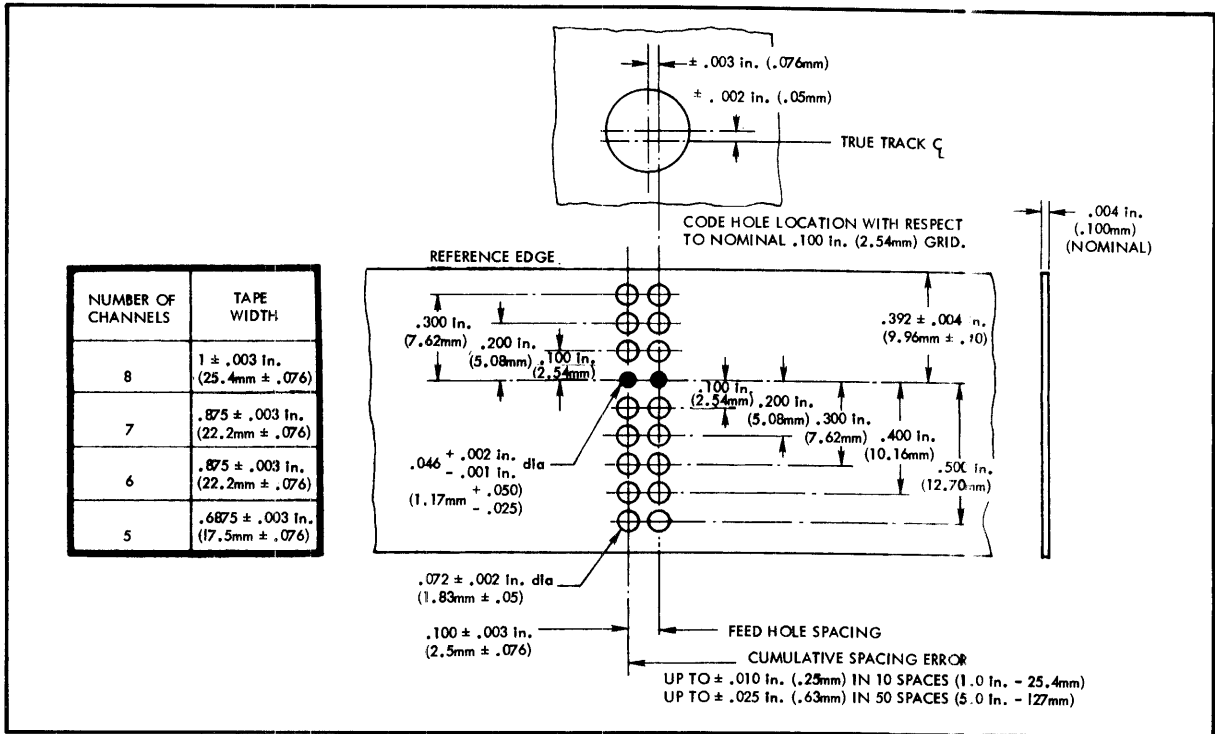 ± .003 in. (.076mm)
± .002 in. (.05mm)
TRUE TRACK ℄
CODE HOLE LOCATION WITH RESPECT
TO NOMINAL .100 in. (2.54mm) GRID.
.004 in.
(.100mm)
(NOMINAL)
REFERENCE EDGE
NUMBER OF
CHANNELS
TAPE
WIDTH
8
1 ± .003 in.
(25.4mm ± .076)
7
.875 ± .003 in.
(22.2mm ± .076)
6
.875 ± .003 in.
(22.2mm ± .076)
5
.6875 ± .003 in.
(17.5mm ± .076)
.300 in.
(7.62mm)
.200 in.
(5.08mm)
.100 in.
(2.54mm)
.392 ± .004 in.
(9.96mm ± .10)
.100 in.
(2.54mm)
.200 in.
(5.08mm)
.300 in.
(7.62mm)
.400 in.
(10.16mm)
.500 in.
(12.70mm)
.046 + .002 in. dia
- .001 in.
(1.17mm + .050)
- .025)
.072 ± .002 in. dia
(1.83mm ± .05)
.100 ± .003 in.
(2.5mm ± .076)
FEED HOLE SPACING
CUMULATIVE SPACING ERROR
UP TO ± .010 in. (.25mm) IN 10 SPACES (1.0 in. - 25.4mm)
UP TO ± .025 in. (.63mm) IN 50 SPACES (5.0 in. - 127mm)